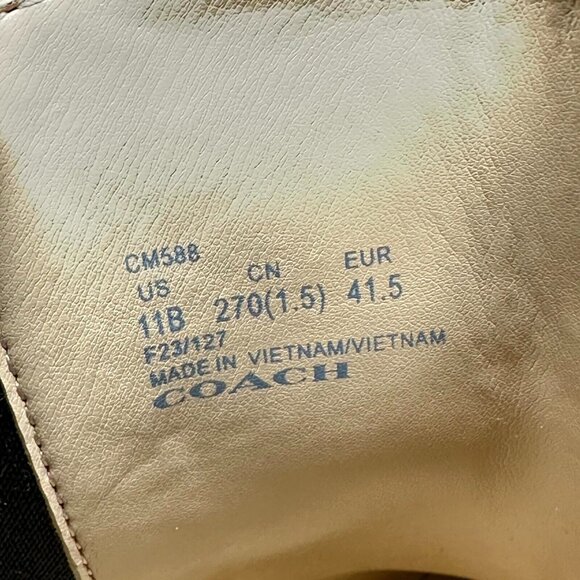 CM588
US CN EUR
11B 270(1.5) 41.5
F23/127
MADE IN VIETNAM/VIETNAM
COACH